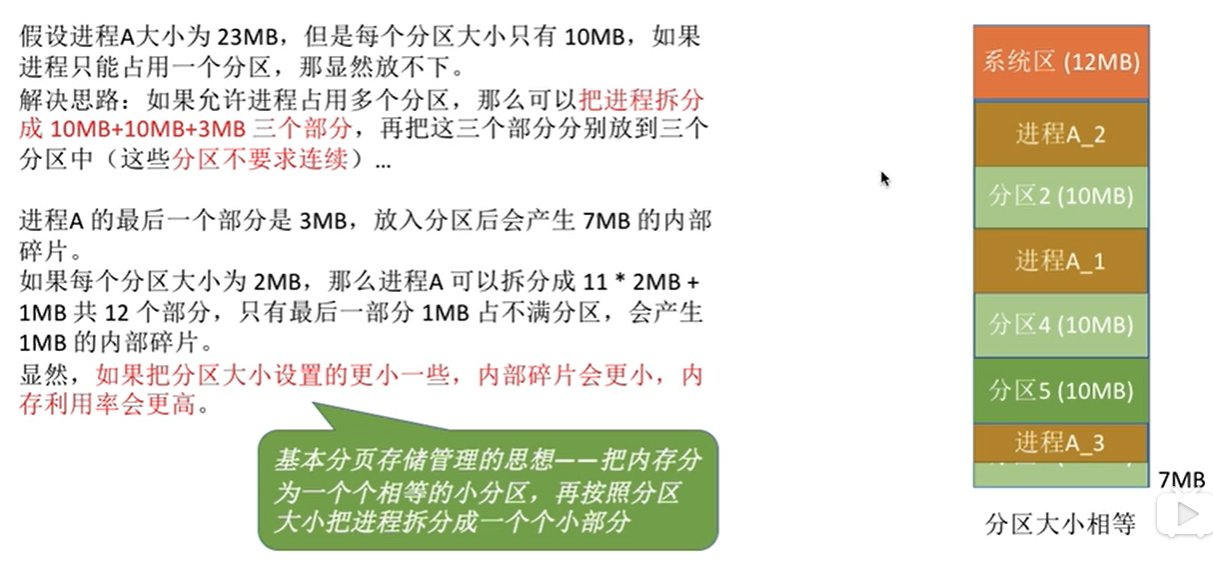 假设进程A大小为 23MB，但是每个分区大小只有 10MB，如果
进程只能占用一个分区，那显然放不下。
解决思路：如果允许进程占用多个分区，那么可以把进程拆分
成 10MB+10MB+3MB 三个部分，再把这三个部分分别放到三个
分区中（这些分区不要求连续）...
进程A 的最后一个部分是 3MB，放入分区后会产生 7MB 的内部
碎片。
如果每个分区大小为 2MB，那么进程A 可以拆分成 11 * 2MB +
1MB 共 12 个部分，只有最后一部分 1MB 占不满分区，会产生
1MB 的内部碎片。
显然，如果把分区大小设置的更小一些，内部碎片会更小，内
存利用率会更高。
基本分页存储管理的思想——把内存分
为一个个相等的小分区，再按照分区
大小把进程拆分成一个个小部分
系统区 (12MB)
进程A_2
分区2 (10MB)
进程A_1
分区4 (10MB)
分区5 (10MB)
进程A_3
7MB
分区大小相等